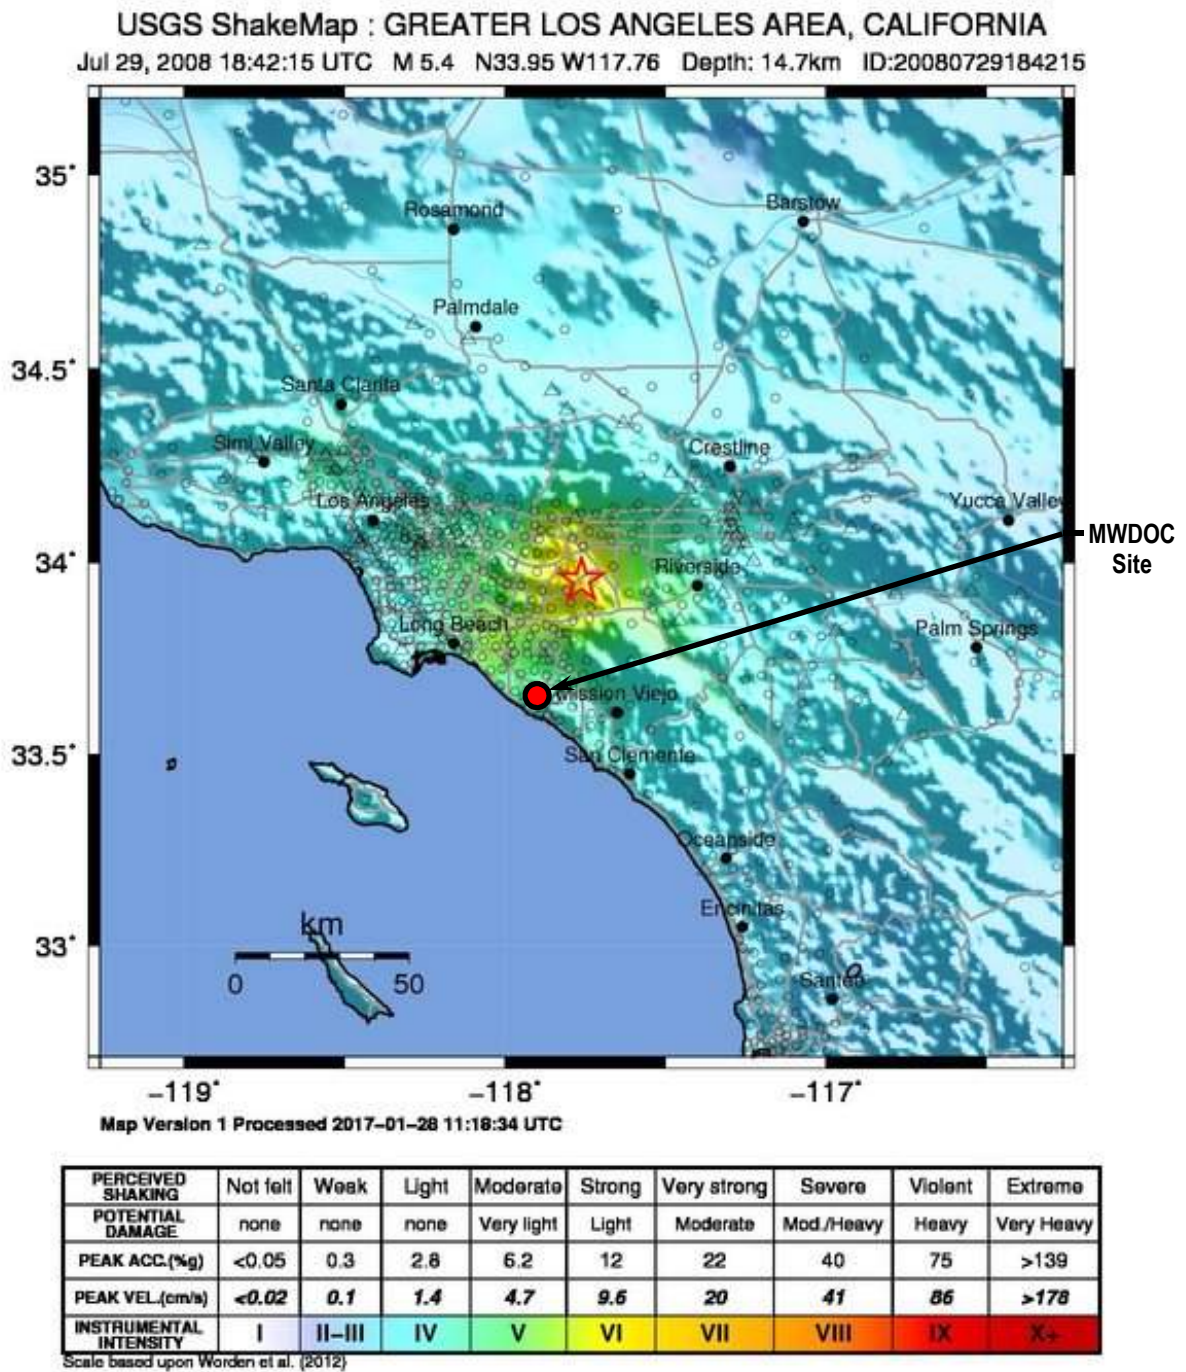 USGS ShakeMap : GREATER LOS ANGELES AREA, CALIFORNIA
Jul 29, 2008 18:42:15 UTC M 5.4 N33.95 W117.76 Depth: 14.7km ID:20080729184215
35°
Rosamond
Barstow
Palmdale
34.5°
Santa Clarita
Simi Valley
Crestline
Los Angeles
Yucca Valley
MWDOC
Site
34°
Riverside
Long Beach
Palm Springs
Mission Viejo
33.5°
San Clemente
Oceanside
Encinitas
km
33°
0 50
Santee
-119° -118° -117°
Map Version 1 Processed 2017-01-28 11:18:34 UTC
PERCEIVED SHAKING Not felt Weak Light Moderate Strong Very strong Severe Violent Extreme
POTENTIAL DAMAGE none none none Very light Light Moderate Mod./Heavy Heavy Very Heavy
PEAK ACC.(%g) <0.05 0.3 2.8 6.2 12 22 40 75 >139
PEAK VEL.(cm/s) <0.02 0.1 1.4 4.7 9.6 20 41 86 >178
INSTRUMENTAL INTENSITY I II-III IV V VI VII VIII IX X+
Scale based upon Worden et al. (2012)